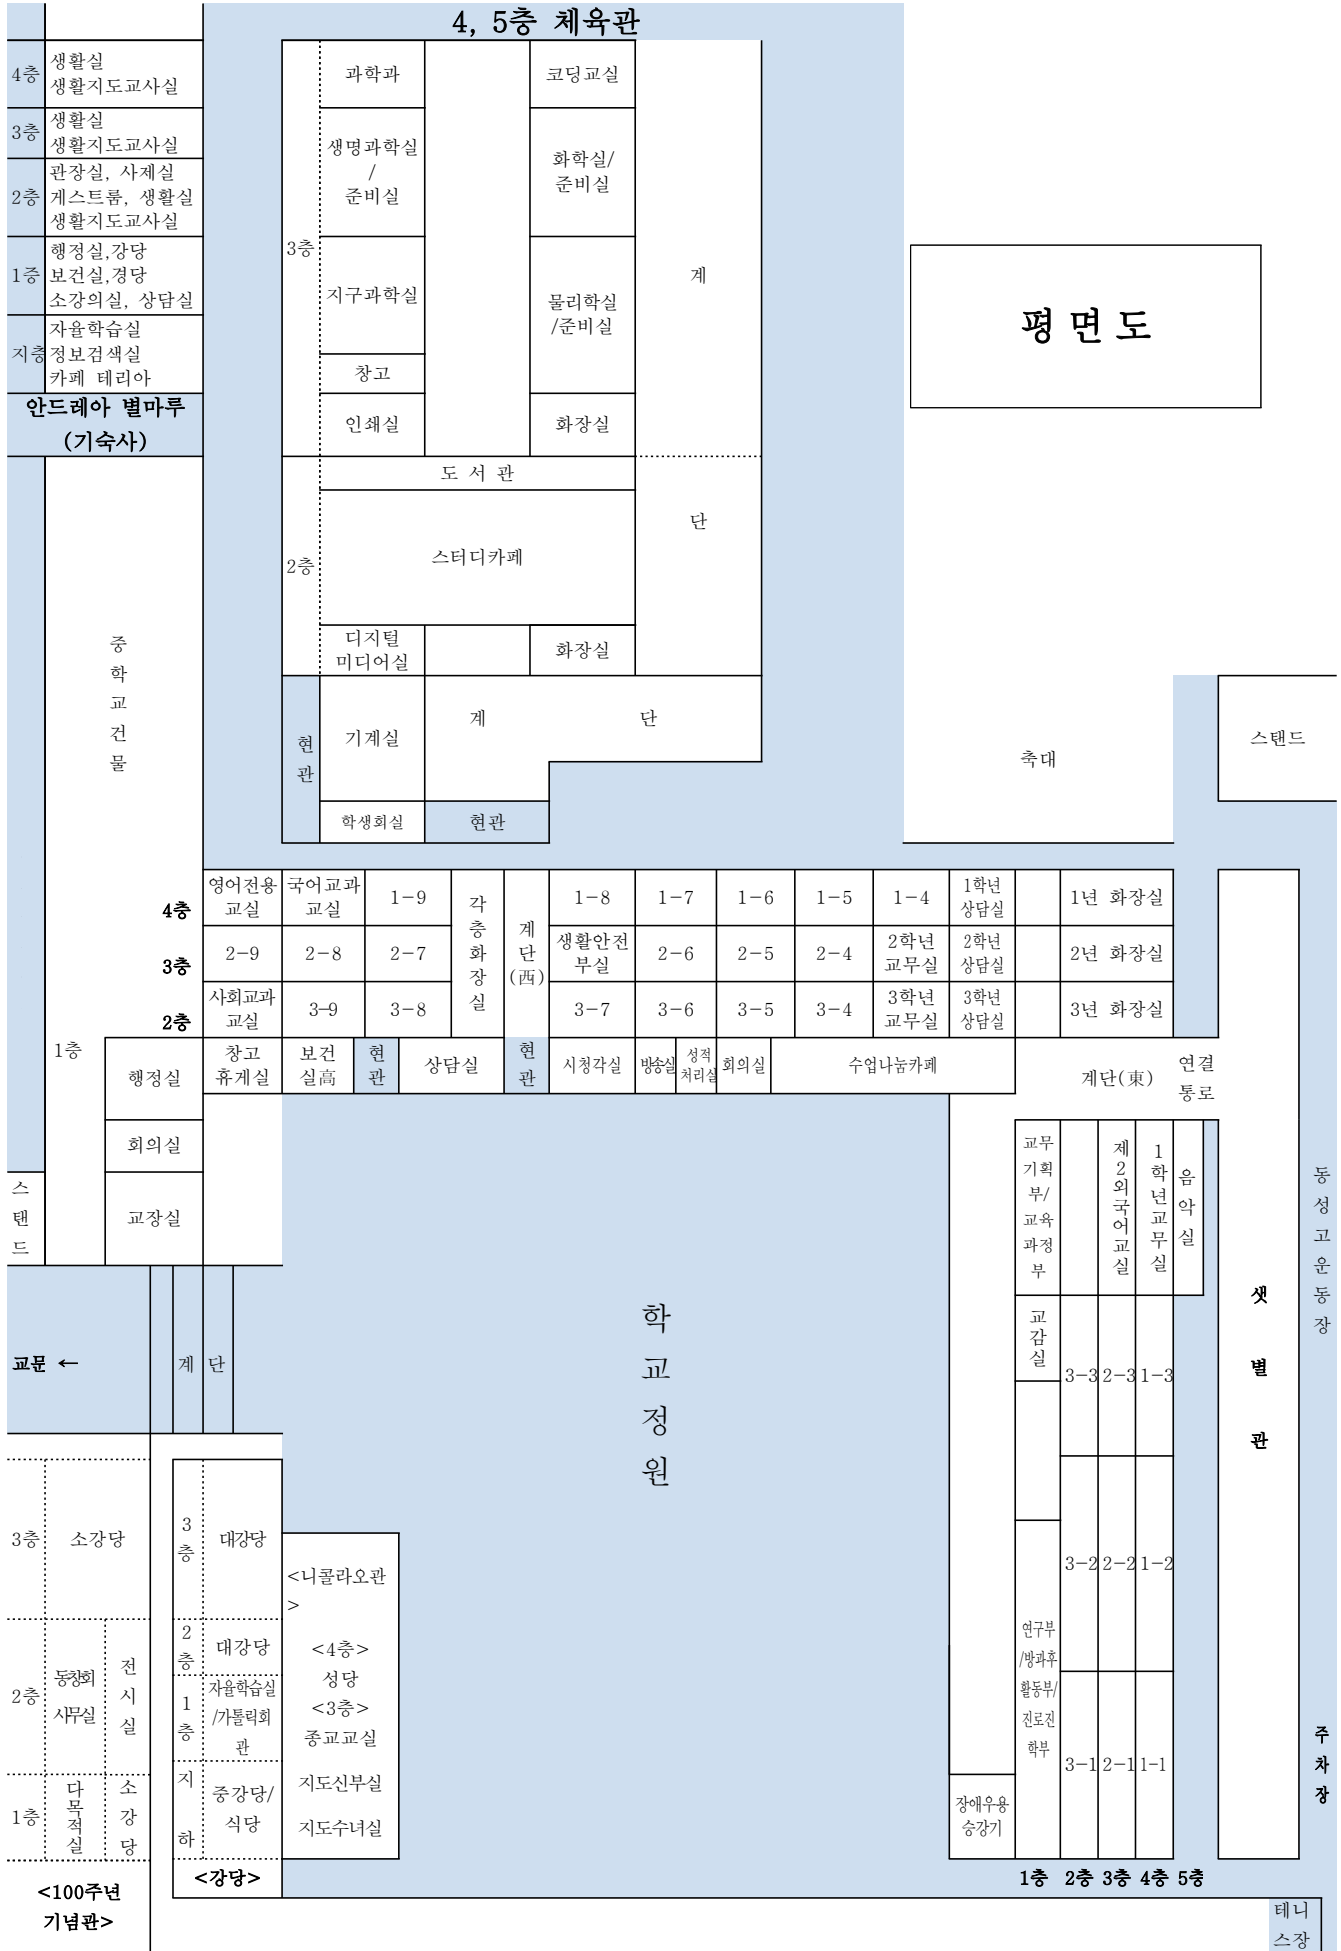 4, 5층 체육관
4층
생활실
생활지도교사실
3층
생활실
생활지도교사실
2층
관장실, 사제실
게스트룸, 생활실
생활지도교사실
1층
행정실,강당
보건실,경당
소강의실, 상담실
지층
자율학습실
정보검색실
카페 테리아
안드레아 별마루
(기숙사)
3층
과학과
코딩교실
생명과학실
/
준비실
화학실/
준비실
지구과학실
물리학실
/준비실
창고
인쇄실
화장실
계
단
도 서 관
2층
스터디카페
디지털
미디어실
화장실
현
관
기계실
계 단
학생회실
현관
평 면 도
축대
스탠드
중
학
교
건
물
4층
영어전용
교실
국어교과
교실
1-9
각
층
화
장
실
계
단
(西)
1-8
1-7
1-6
1-5
1-4
1학년
상담실
1년 화장실
3층
2-9
2-8
2-7
생활안전
부실
2-6
2-5
2-4
2학년
교무실
2학년
상담실
2년 화장실
2층
사회교과
교실
3-9
3-8
3-7
3-6
3-5
3-4
3학년
교무실
3학년
상담실
3년 화장실
1층
행정실
창고
휴게실
보건
실高
현
관
상담실
현
관
시청각실
방송실
성적
처리실
회의실
수업나눔카페
계단(東)
연결
통로
회의실
교장실
스
탠
드
교문 ←
계 단
학
교
정
원
교무
기획
부/
교육
과정
부
제
2
외
국
어
교
실
1
학
년
교
무
실
음
악
실
교
감
실
3-3
2-3
1-3
3-2
2-2
1-2
연구부
/방과후
활동부/
진로진
학부
3-1
2-1
1-1
장애우용
승강기
1층 2층 3층 4층 5층
샛
별
관
동
성
고
운
동
장
주
차
장
테니
스장
3층
소강당
2층
동창회
사무실
전
시
실
1층
다
목
적
실
소
강
당
<100주년
기념관>
3
층
대강당
2
층
대강당
1
층
자율학습실
/가톨릭회
관
지
하
중강당/
식당
<강당>
<니콜라오관
>
<4층>
성당
<3층>
종교교실
지도신부실
지도수녀실